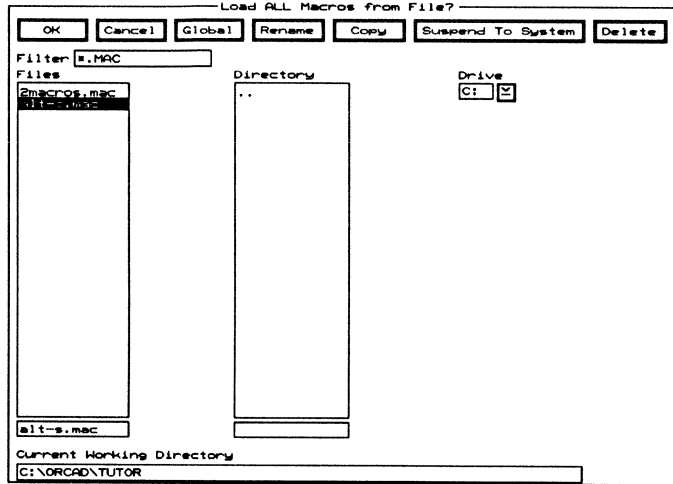 Load ALL Macros from File?
OK Cancel Global Rename Copy Suspend To System Delete
Filter *.MAC
Files Directory Drive
2macros.mac .. C:
alt-s.mac
alt-s.mac
Current Working Directory
C:\ORCAD\TUTOR